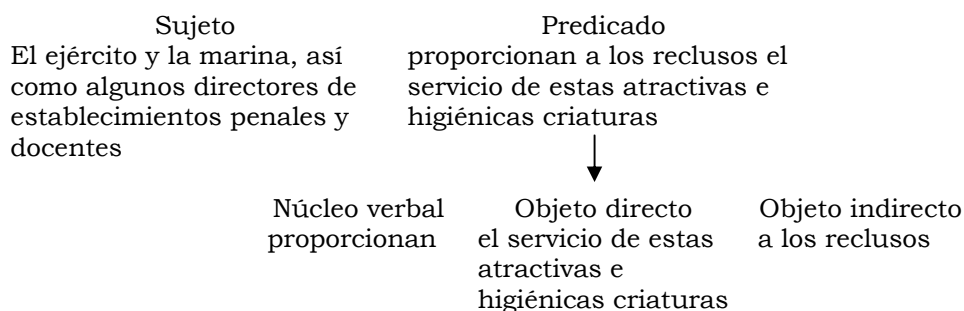 Sujeto
El ejército y la marina, así
como algunos directores de
establecimientos penales y
docentes
Predicado
proporcionan a los reclusos el
servicio de estas atractivas e
higiénicas criaturas
Núcleo verbal
proporcionan
Objeto directo
el servicio de estas
atractivas e
higiénicas criaturas
Objeto indirecto
a los reclusos